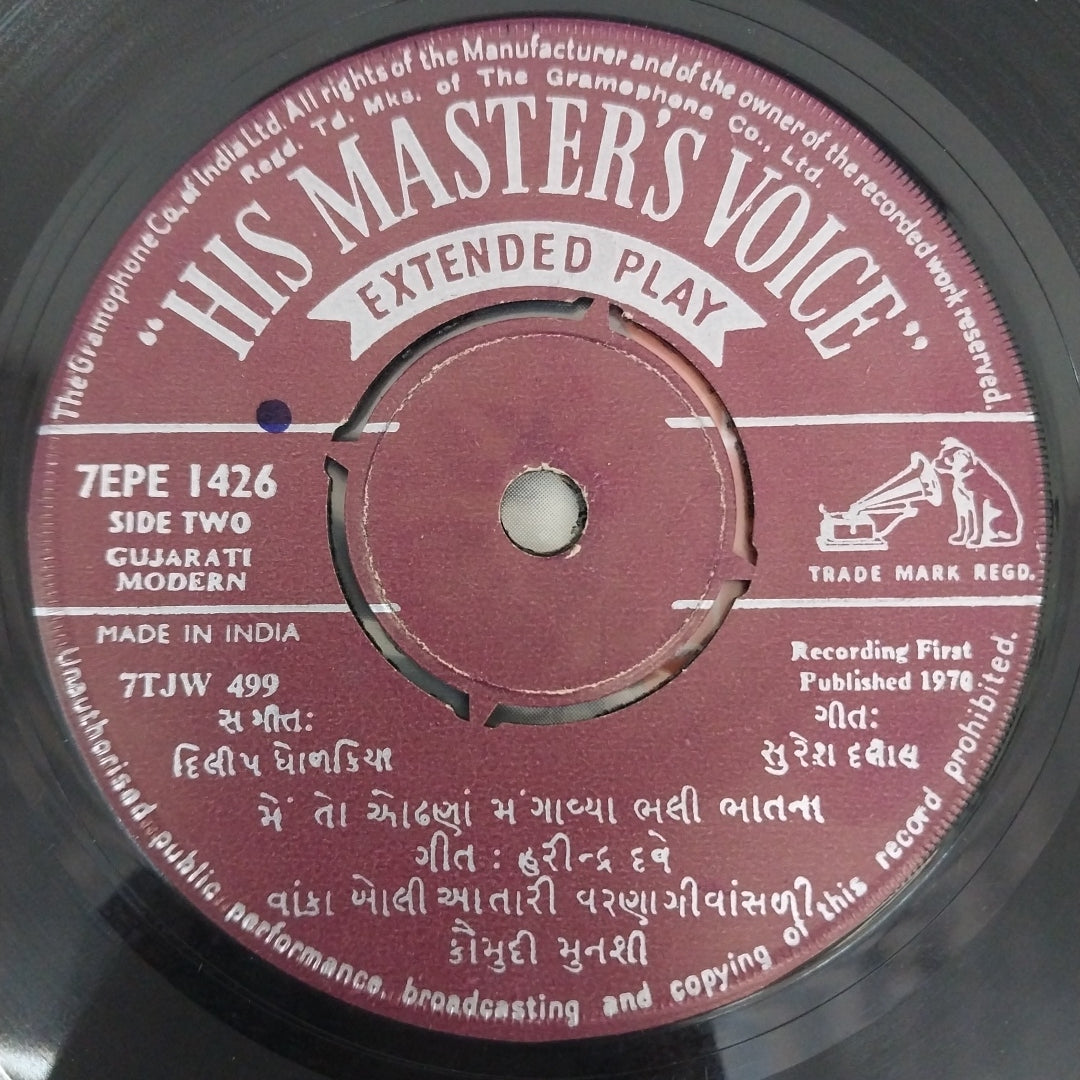 The Gramophone Co., of India Ltd. All rights of the Manufacturer and of the owner of the recorded work reserved.
Regd. Td. Mks. of The Gramophone Co., Ltd.
"HIS MASTER'S VOICE"
EXTENDED PLAY
7EPE 1426
SIDE TWO
GUJARATI
MODERN
TRADE MARK REGD.
MADE IN INDIA
7TJW 499
Recording First
Published 1970.
સંગીત:
દિલીપ ધોળકિયા
ગીત:
સુરેશ દલાલ
મેં તો ઓઢણાં મંગાવ્યા ભલી ભાતના
ગીત : હરીન્દ્ર દવે
વાંકા બોલી આ તારી વરણાગી વાંસળી
કૌમુદી મુનશી
Unauthorised public performance, broadcasting and copying of this record prohibited.